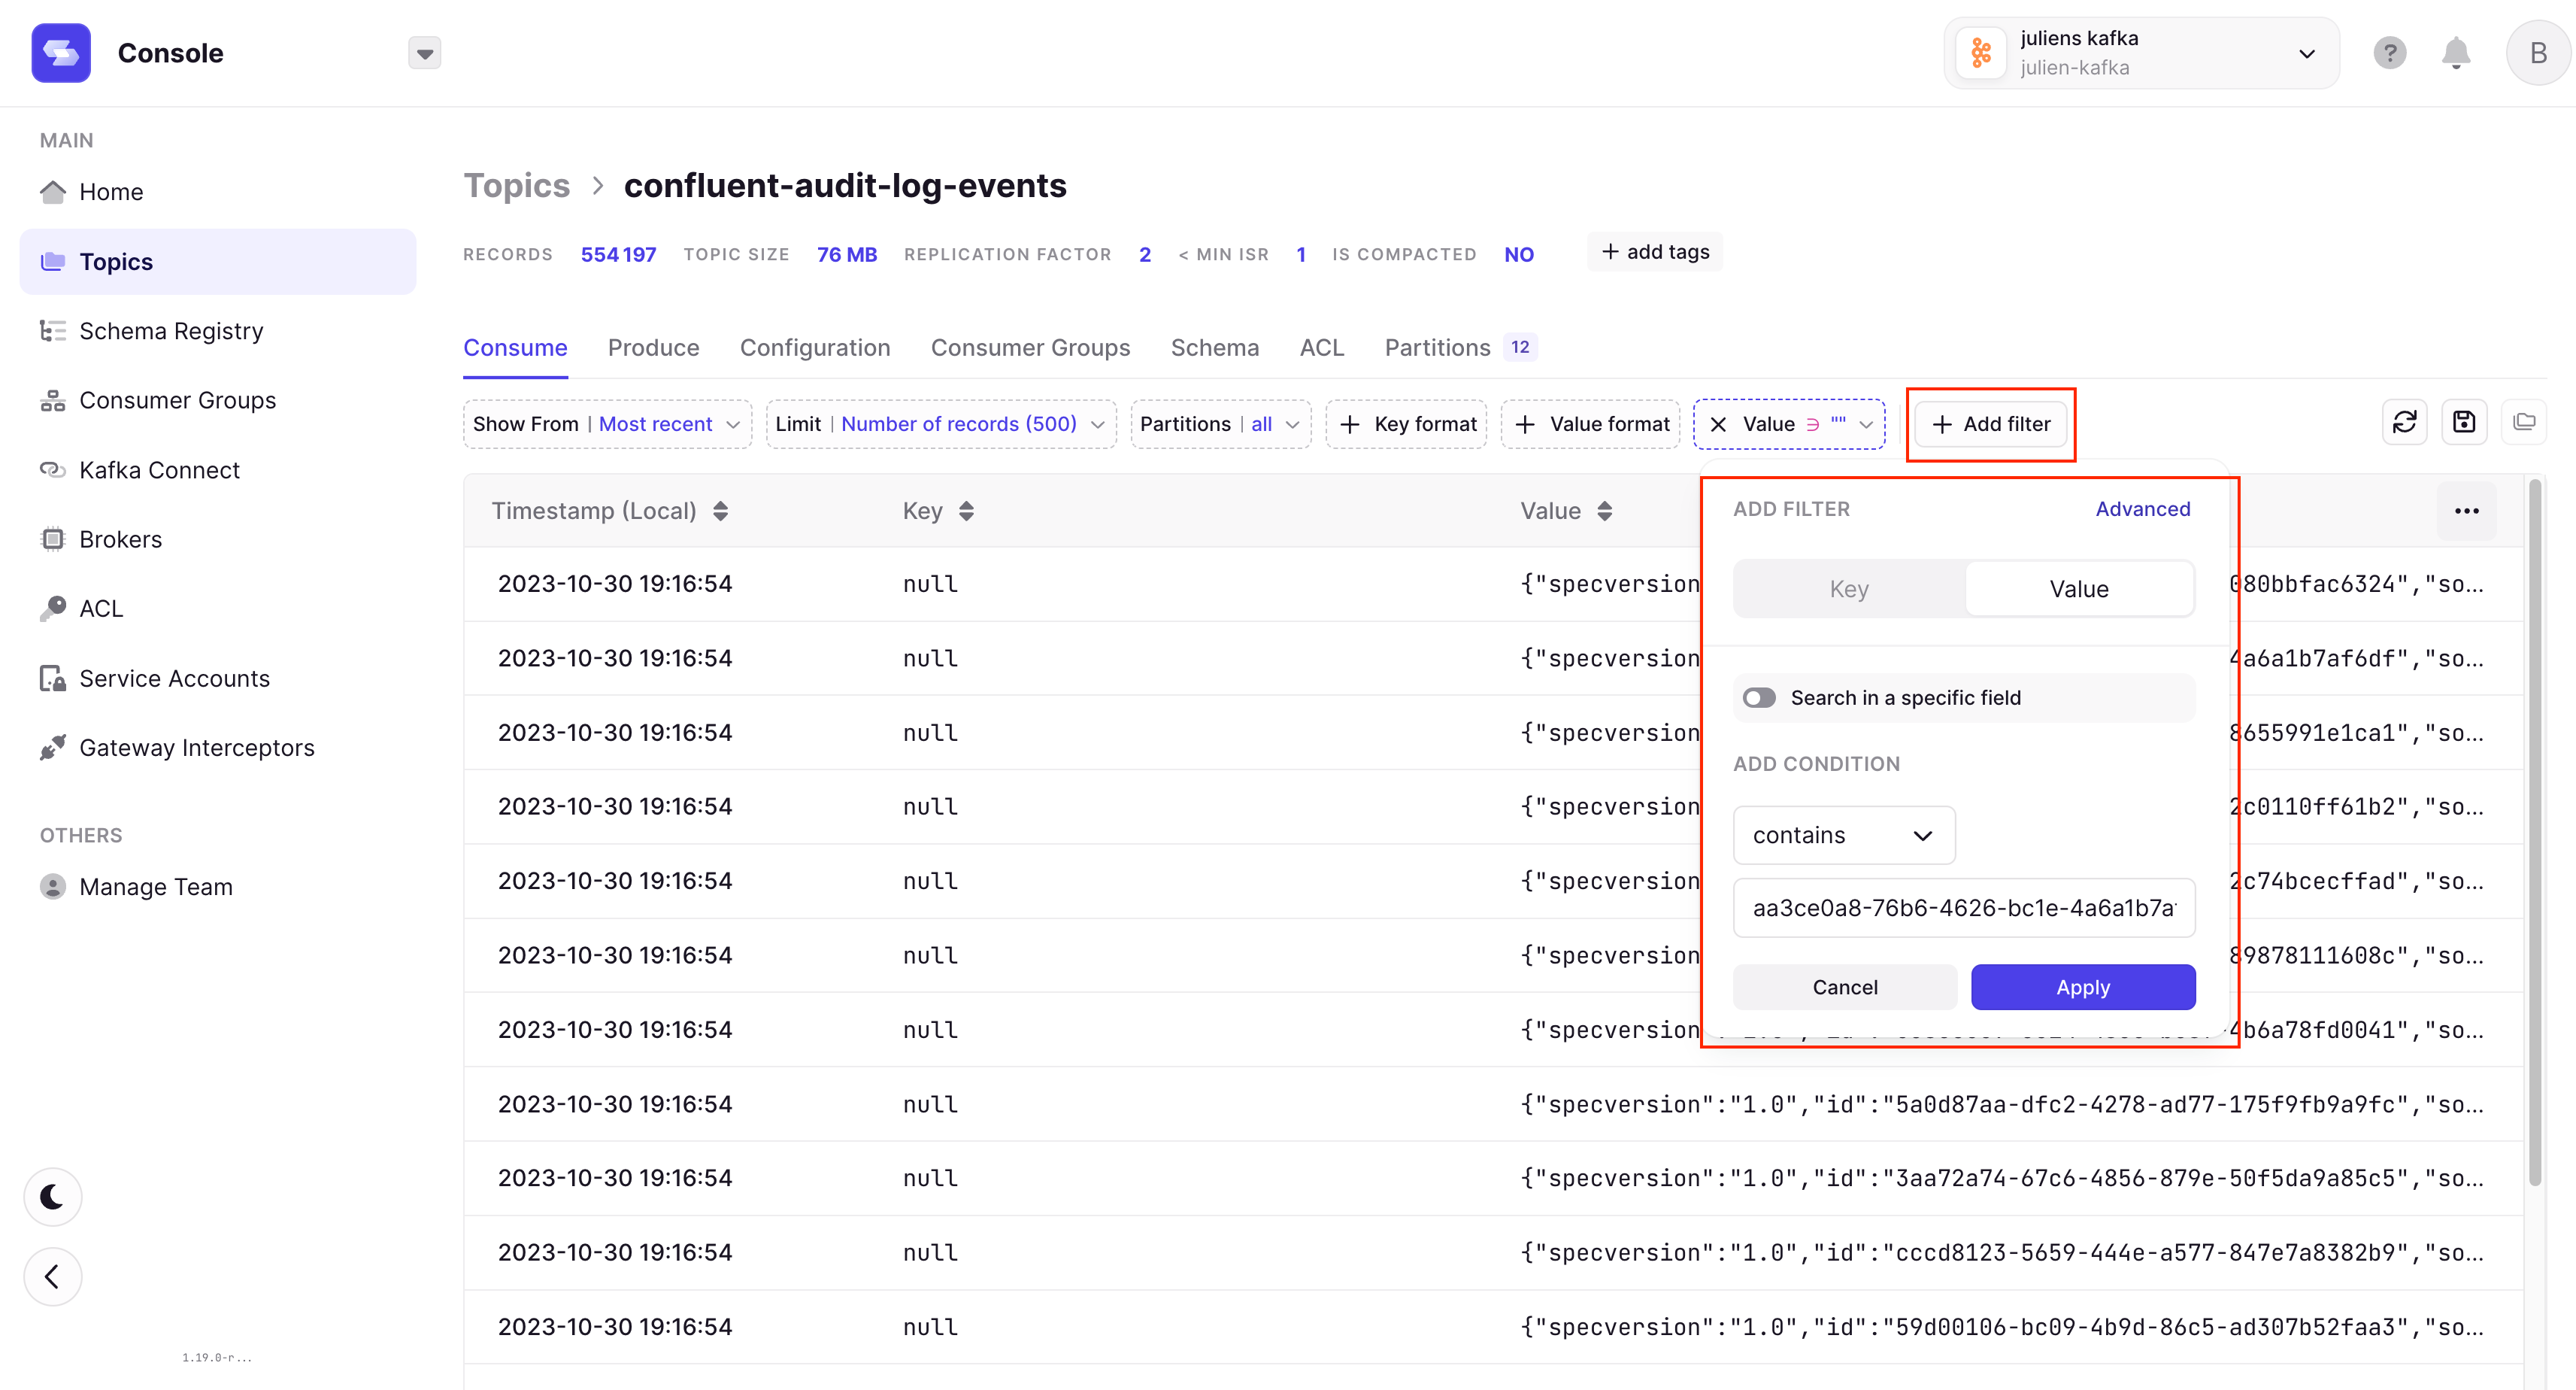 Console
juliens kafka
julien-kafka
?
B
MAIN
Home
Topics
Schema Registry
Consumer Groups
Kafka Connect
Brokers
ACL
Service Accounts
Gateway Interceptors
OTHERS
Manage Team
1.19.0-r...
Topics > confluent-audit-log-events
RECORDS 554 197 TOPIC SIZE 76 MB REPLICATION FACTOR 2 < MIN ISR 1 IS COMPACTED NO + add tags
Consume Produce Configuration Consumer Groups Schema ACL Partitions 12
Show From | Most recent Limit | Number of records (500) Partitions | all + Key format + Value format × Value ∋ "" + Add filter
Timestamp (Local) Key Value ...
2023-10-30 19:16:54 null {"specversion 080bbfac6324","so...
2023-10-30 19:16:54 null {"specversion 4a6a1b7af6df","so...
2023-10-30 19:16:54 null {"specversion 8655991e1ca1","so...
2023-10-30 19:16:54 null {"specversion 2c0110ff61b2","so...
2023-10-30 19:16:54 null {"specversion 2c74bcecffad","so...
2023-10-30 19:16:54 null {"specversion 89878111608c","so...
2023-10-30 19:16:54 null {"specversion -4b6a78fd0041","so...
2023-10-30 19:16:54 null {"specversion":"1.0","id":"5a0d87aa-dfc2-4278-ad77-175f9fb9a9fc","so...
2023-10-30 19:16:54 null {"specversion":"1.0","id":"3aa72a74-67c6-4856-879e-50f5da9a85c5","so...
2023-10-30 19:16:54 null {"specversion":"1.0","id":"cccd8123-5659-444e-a577-847e7a8382b9","so...
2023-10-30 19:16:54 null {"specversion":"1.0","id":"59d00106-bc09-4b9d-86c5-ad307b52faa3","so...
ADD FILTER Advanced
Key Value
Search in a specific field
ADD CONDITION
contains
aa3ce0a8-76b6-4626-bc1e-4a6a1b7a
Cancel Apply